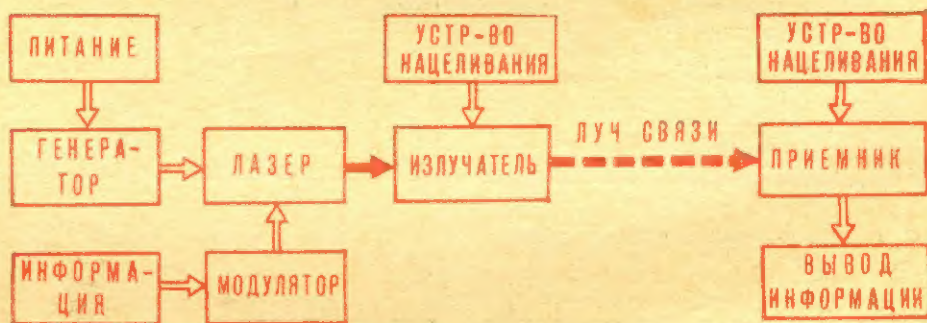 ПИТАНИЕ
УСТР-ВО
НАЦЕЛИВАНИЯ
УСТР-ВО
НАЦЕЛИВАНИЯ
ГЕНЕРА-
ТОР
ЛАЗЕР
ИЗЛУЧАТЕЛЬ
ЛУЧ СВЯЗИ
ПРИЕМНИК
ИНФОРМА-
ЦИЯ
МОДУЛЯТОР
ВЫВОД
ИНФОРМАЦИИ